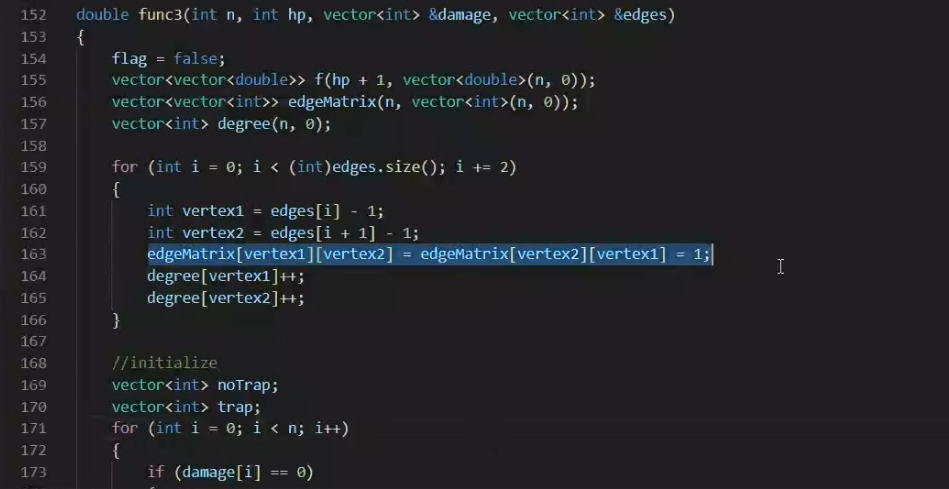 152 double func3(int n, int hp, vector<int> &damage, vector<int> &edges)
153 {
154 flag = false;
155 vector<vector<double>> f(hp + 1, vector<double>(n, 0));
156 vector<vector<int>> edgeMatrix(n, vector<int>(n, 0));
157 vector<int> degree(n, 0);
158
159 for (int i = 0; i < (int)edges.size(); i += 2)
160 {
161 int vertex1 = edges[i] - 1;
162 int vertex2 = edges[i + 1] - 1;
163 edgeMatrix[vertex1][vertex2] = edgeMatrix[vertex2][vertex1] = 1;
164 degree[vertex1]++;
165 degree[vertex2]++;
166 }
167
168 //initialize
169 vector<int> noTrap;
170 vector<int> trap;
171 for (int i = 0; i < n; i++)
172 {
173 if (damage[i] == 0)